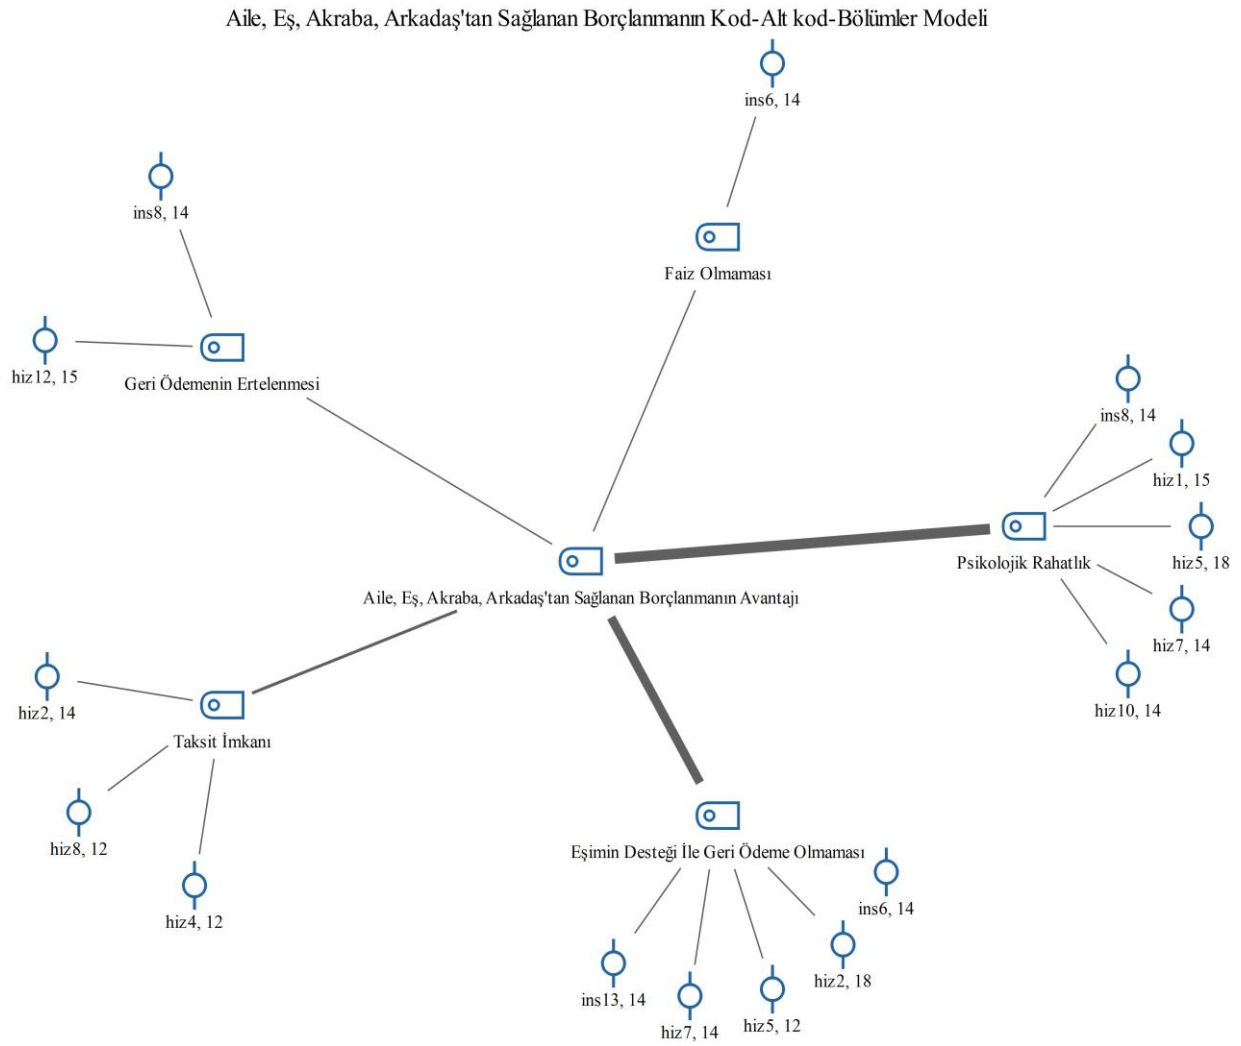 Aile, Eş, Akraba, Arkadaş'tan Sağlanan Borçlanmanın Kod-Alt kod-Bölümler Modeli
ins6, 14
ins8, 14
Faiz Olmaması
hiz12, 15
Geri Ödemenin Ertelenmesi
ins8, 14
hiz1, 15
hiz5, 18
Psikolojik Rahatlık
hiz7, 14
hiz10, 14
Aile, Eş, Akraba, Arkadaş'tan Sağlanan Borçlanmanın Avantajı
hiz2, 14
Taksit İmkanı
hiz8, 12
hiz4, 12
Eşimin Desteği İle Geri Ödeme Olmaması
ins6, 14
hiz2, 18
ins13, 14
hiz7, 14
hiz5, 12